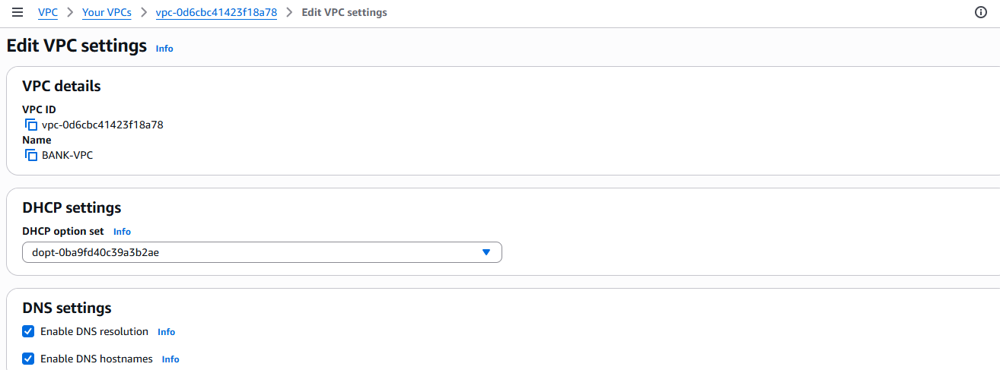 VPC > Your VPCs > vpc-0d6cbc41423f18a78 > Edit VPC settings
Edit VPC settings Info
VPC details
VPC ID
vpc-0d6cbc41423f18a78
Name
BANK-VPC
DHCP settings
DHCP option set Info
dopt-0ba9fd40c39a3b2ae
DNS settings
Enable DNS resolution Info
Enable DNS hostnames Info